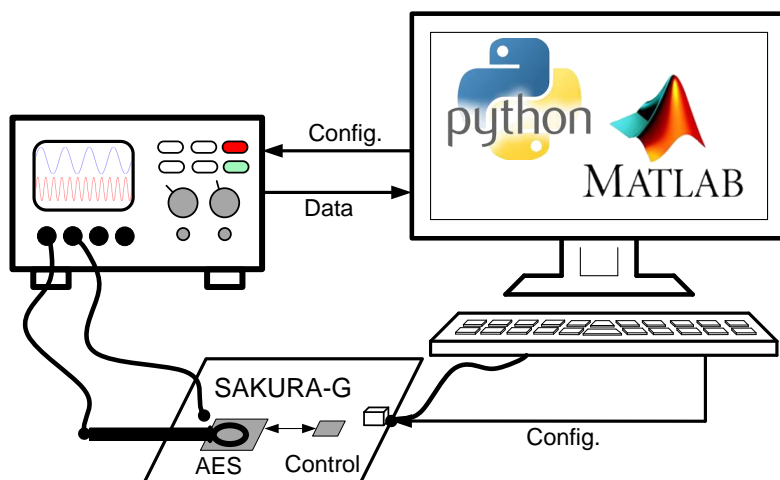 python
MATLAB
Config.
Data
SAKURA-G
AES
Control
Config.